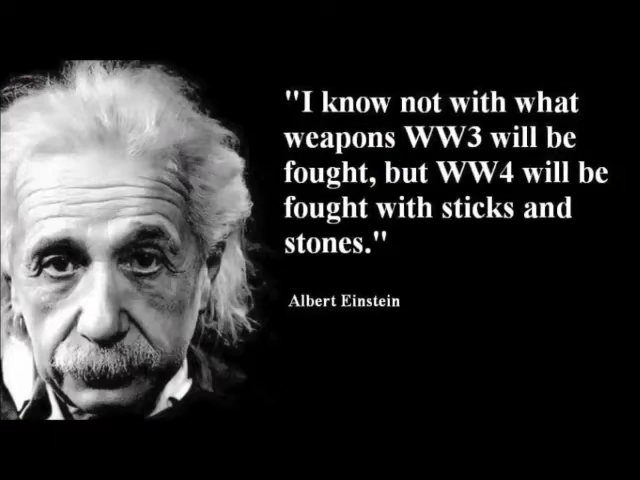 "I know not with what
weapons WW3 will be
fought, but WW4 will be
fought with sticks and
stones."
Albert Einstein